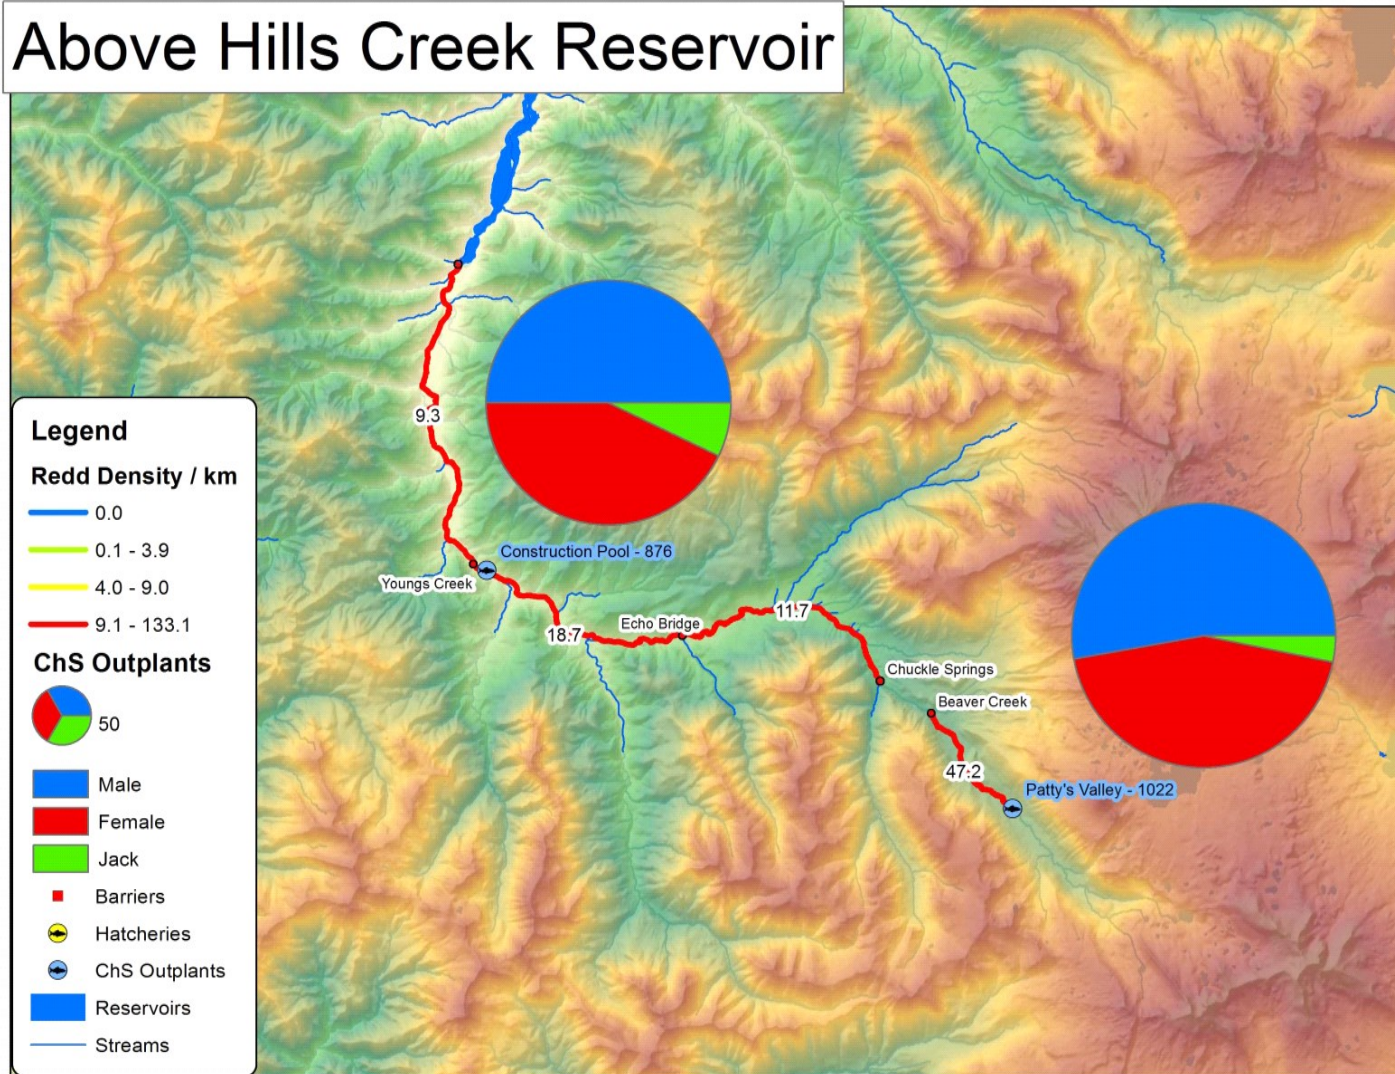 Above Hills Creek Reservoir
9.3
Construction Pool - 876
Youngs Creek
18.7
Echo Bridge
11.7
Chuckle Springs
Beaver Creek
47.2
Patty's Valley - 1022
Legend
Redd Density / km
0.0
0.1 - 3.9
4.0 - 9.0
9.1 - 133.1
ChS Outplants
50
Male
Female
Jack
Barriers
Hatcheries
ChS Outplants
Reservoirs
Streams